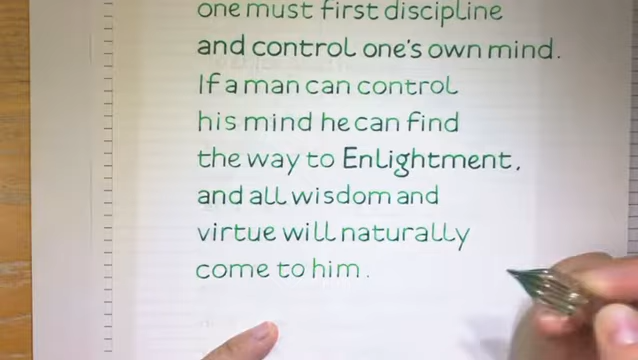 one must first discipline
and control one's own mind.
If a man can control
his mind he can find
the way to Enlightment,
and all wisdom and
virtue will naturally
come to him.